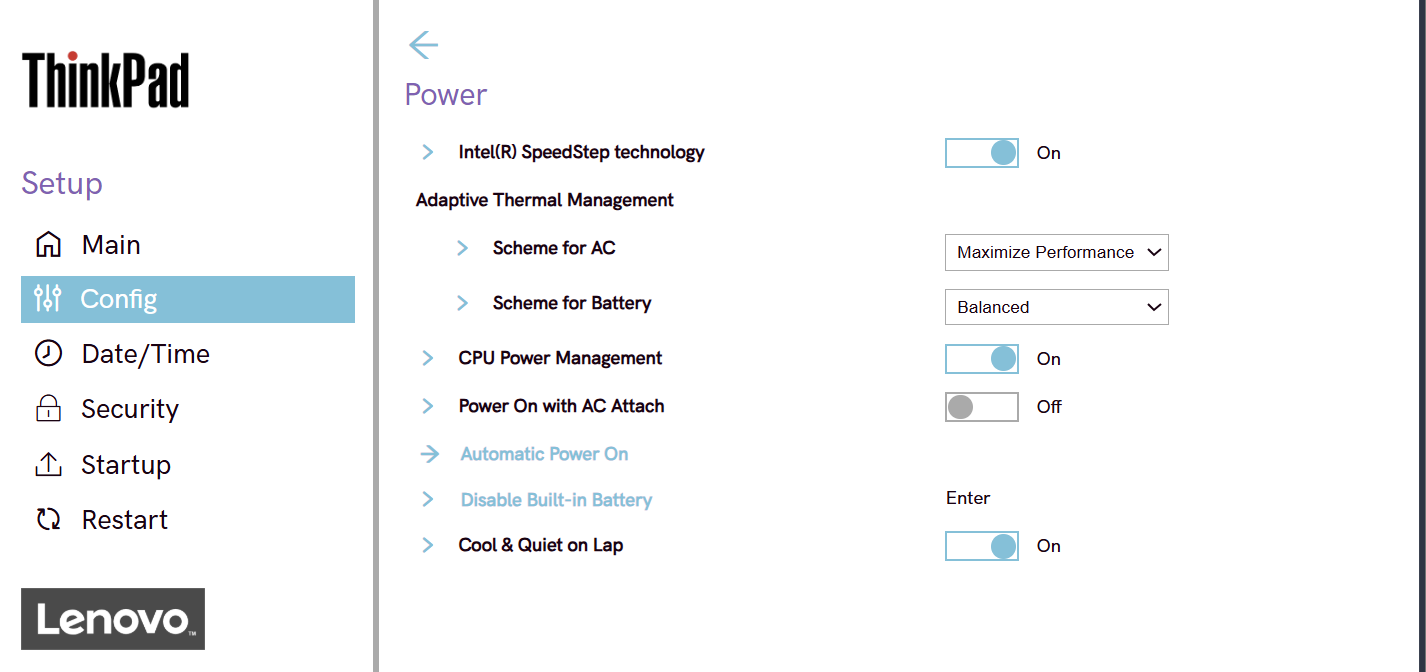 ThinkPad
Setup
Main
Config
Date/Time
Security
Startup
Restart
Lenovo™
Power
Intel(R) SpeedStep technology On
Adaptive Thermal Management
Scheme for AC Maximize Performance
Scheme for Battery Balanced
CPU Power Management On
Power On with AC Attach Off
Automatic Power On
Disable Built-in Battery Enter
Cool & Quiet on Lap On